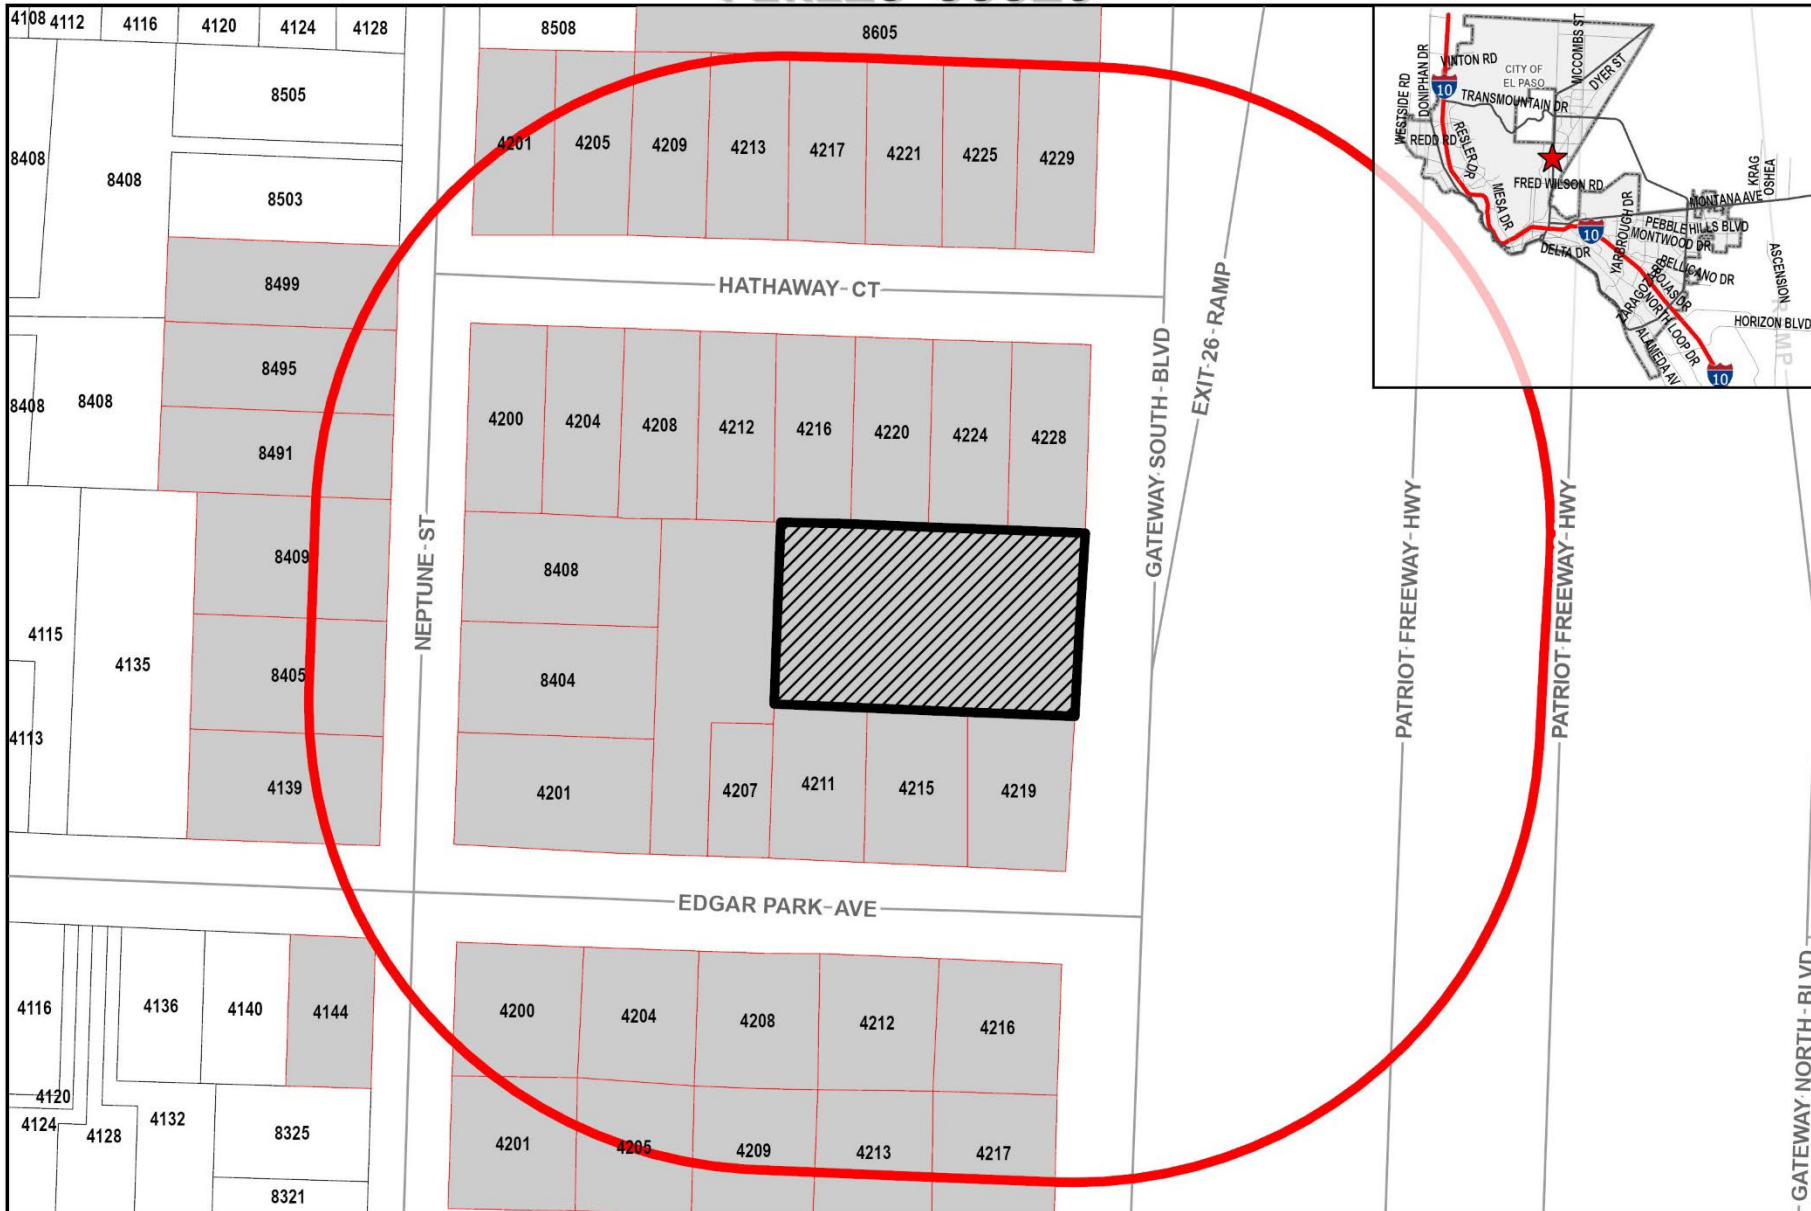 4108 4112 4116 4120 4124 4128
8508
8605
8505
8408
8408
8503
4201 4205 4209 4213 4217 4221 4225 4229
8499
HATHAWAY CT
8495
8408
8408
8491
4200 4204 4208 4212 4216 4220 4224 4228
GATEWAY SOUTH BLVD
EXIT 26 RAMP
NEPTUNE ST
PATRIOT FREEWAY HWY
PATRIOT FREEWAY HWY
8409
8408
4115
4135
8405
8404
4113
4139
4201
4207
4211
4215
4219
EDGAR PARK AVE
4116
4136
4140
4144
4200 4204 4208 4212 4216
4120
4124
4128
4132
8325
4201 4205 4209 4213 4217
8321
GATEWAY NORTH BLVD
VINTON RD
DONIPHAN DR
WESTSIDE RD
CITY OF
EL PASO
MCCOMBS ST
DYER ST
10
TRANSMOUNTAIN DR
REDD RD
RESLER DR
MESA DR
FRED WILSON RD
KRAG
OSHEA
MONTANA AVE
10
YARBROUGH DR
PEBBLE HILLS BLVD
MONTWOOD DR
DELTA DR
PELLICANO DR
ROJAS DR
NORTH LOOP DR
ALAMEDA AV
ASCENSION
HORIZON BLVD
10